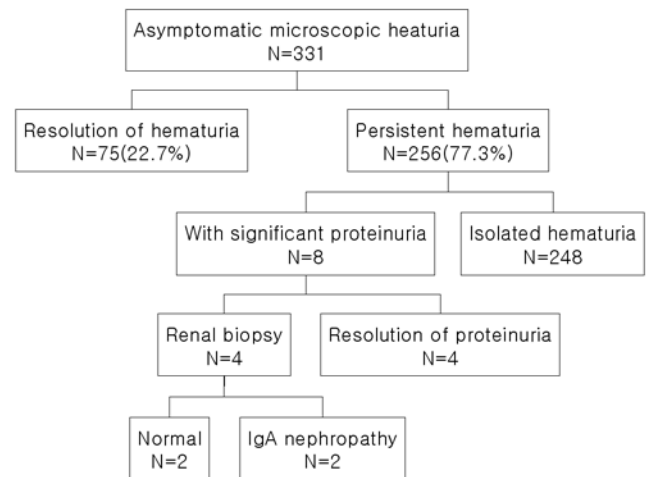 Asymptomatic microscopic heaturia
N=331
Resolution of hematuria
N=75(22.7%)
Persistent hematuria
N=256(77.3%)
With significant proteinuria
N=8
Isolated hematuria
N=248
Renal biopsy
N=4
Resolution of proteinuria
N=4
Normal
N=2
IgA nephropathy
N=2